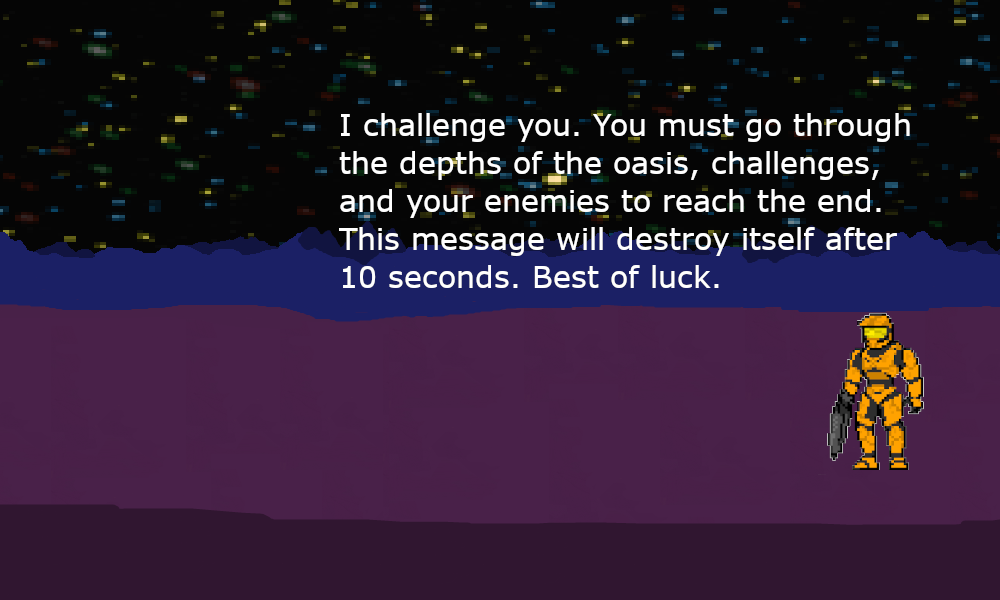 I challenge you. You must go through
the depths of the oasis, challenges,
and your enemies to reach the end.
This message will destroy itself after
10 seconds. Best of luck.